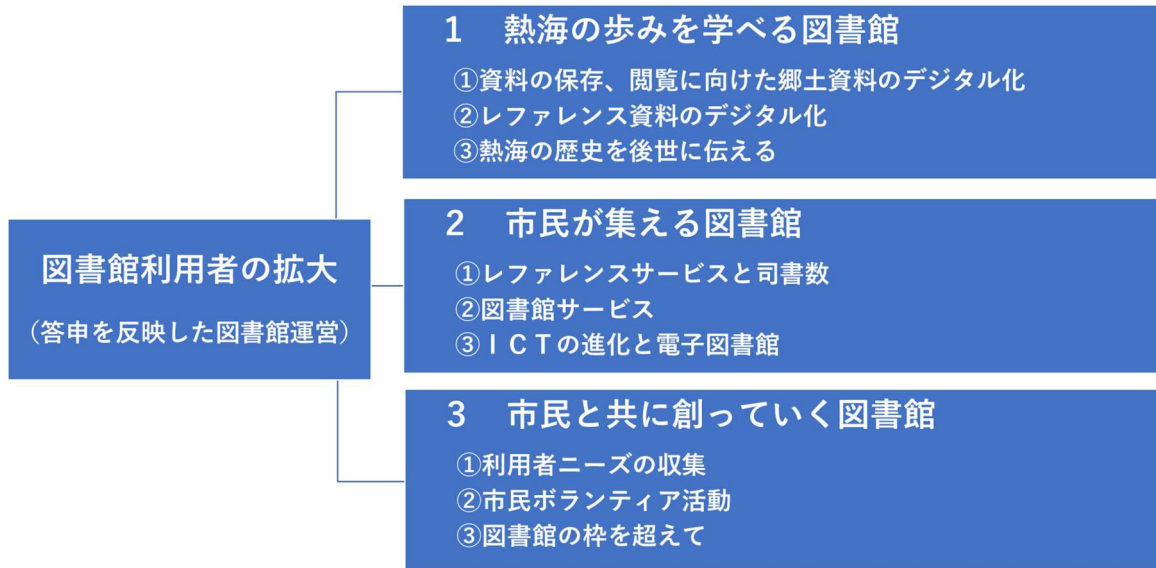 図書館利用者の拡大
(答申を反映した図書館運営)
1 熱海の歩みを学べる図書館
①資料の保存、閲覧に向けた郷土資料のデジタル化
②レファレンス資料のデジタル化
③熱海の歴史を後世に伝える
2 市民が集える図書館
①レファレンスサービスと司書数
②図書館サービス
③ＩＣＴの進化と電子図書館
3 市民と共に創っていく図書館
①利用者ニーズの収集
②市民ボランティア活動
③図書館の枠を超えて